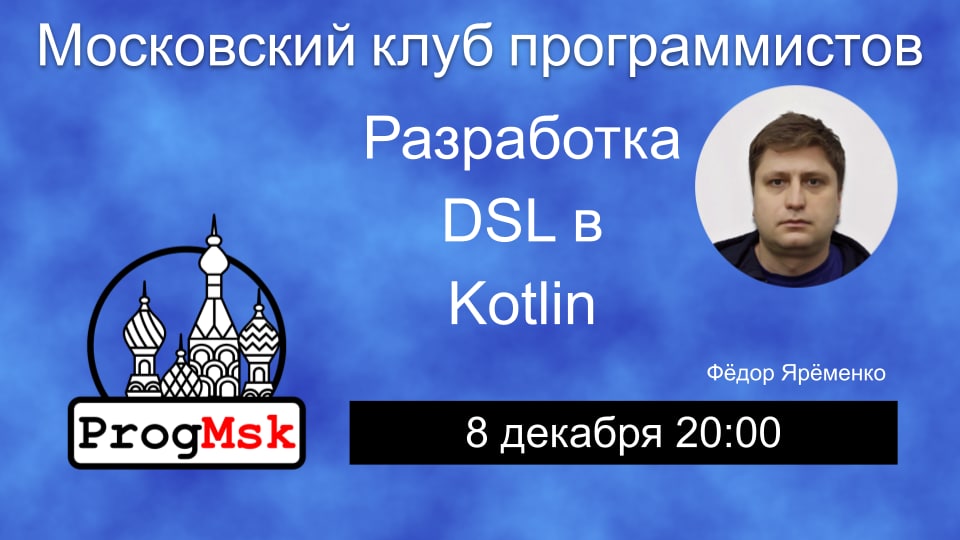 Московский клуб программистов
Разработка
DSL в
Kotlin
Фёдор Ярёменко
ProgMsk
8 декабря 20:00